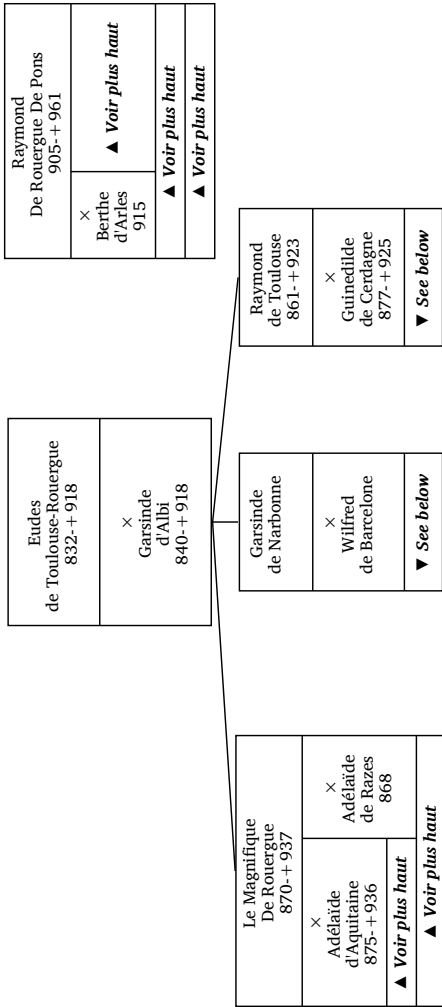 Raymond
De Rouergue De Pons
905-+961
×
Berthe
d'Arles
915
▲ Voir plus haut
▲ Voir plus haut
▲ Voir plus haut
Eudes
de Toulouse-Rouergue
832-+918
×
Garsinde
d'Albi
840-+918
Le Magnifique
De Rouergue
870-+937
×
Adélaïde
d'Aquitaine
875-+936
▲ Voir plus haut
×
Adélaïde
de Razes
868
▲ Voir plus haut
Garsinde
de Narbonne
×
Wilfred
de Barcelone
▼ See below
Raymond
de Toulouse
861-+923
×
Guinedilde
de Cerdagne
877-+925
▼ See below